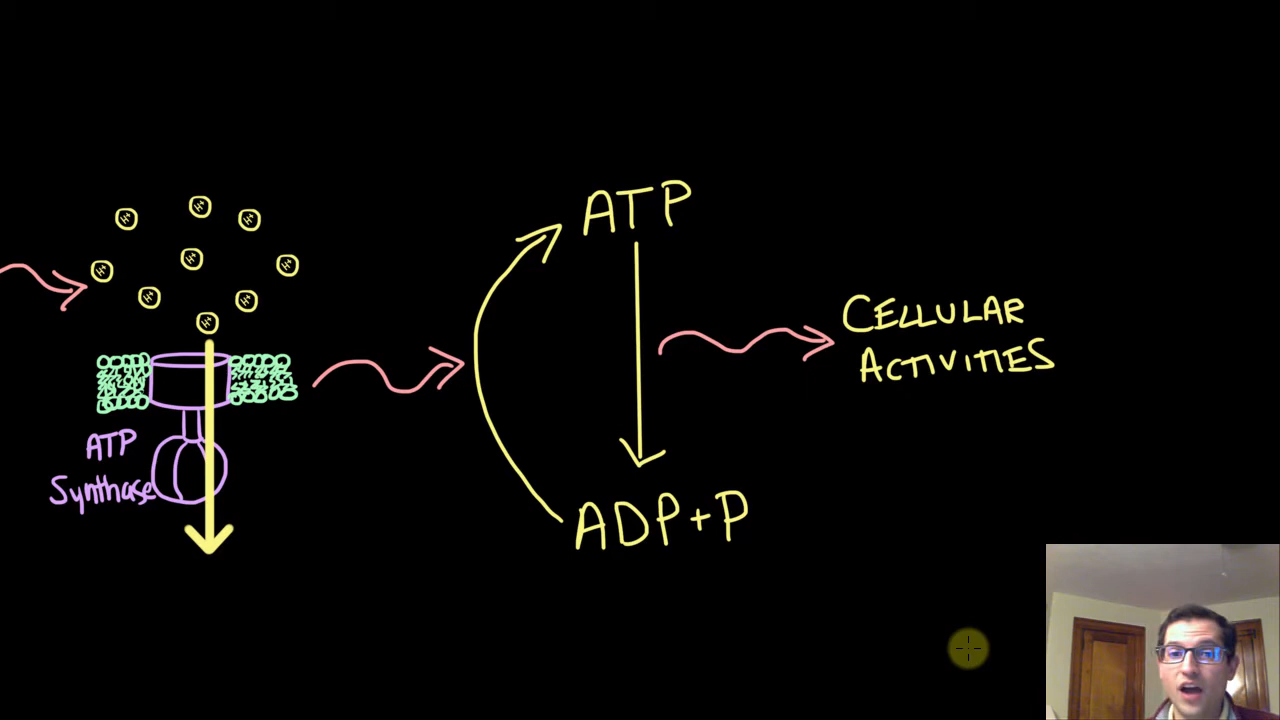 H+
H+
H+
H+
H+
H+
H+
H+
H+
ATP
Synthase
ATP
ADP+P
CELLULAR
ACTIVITIES